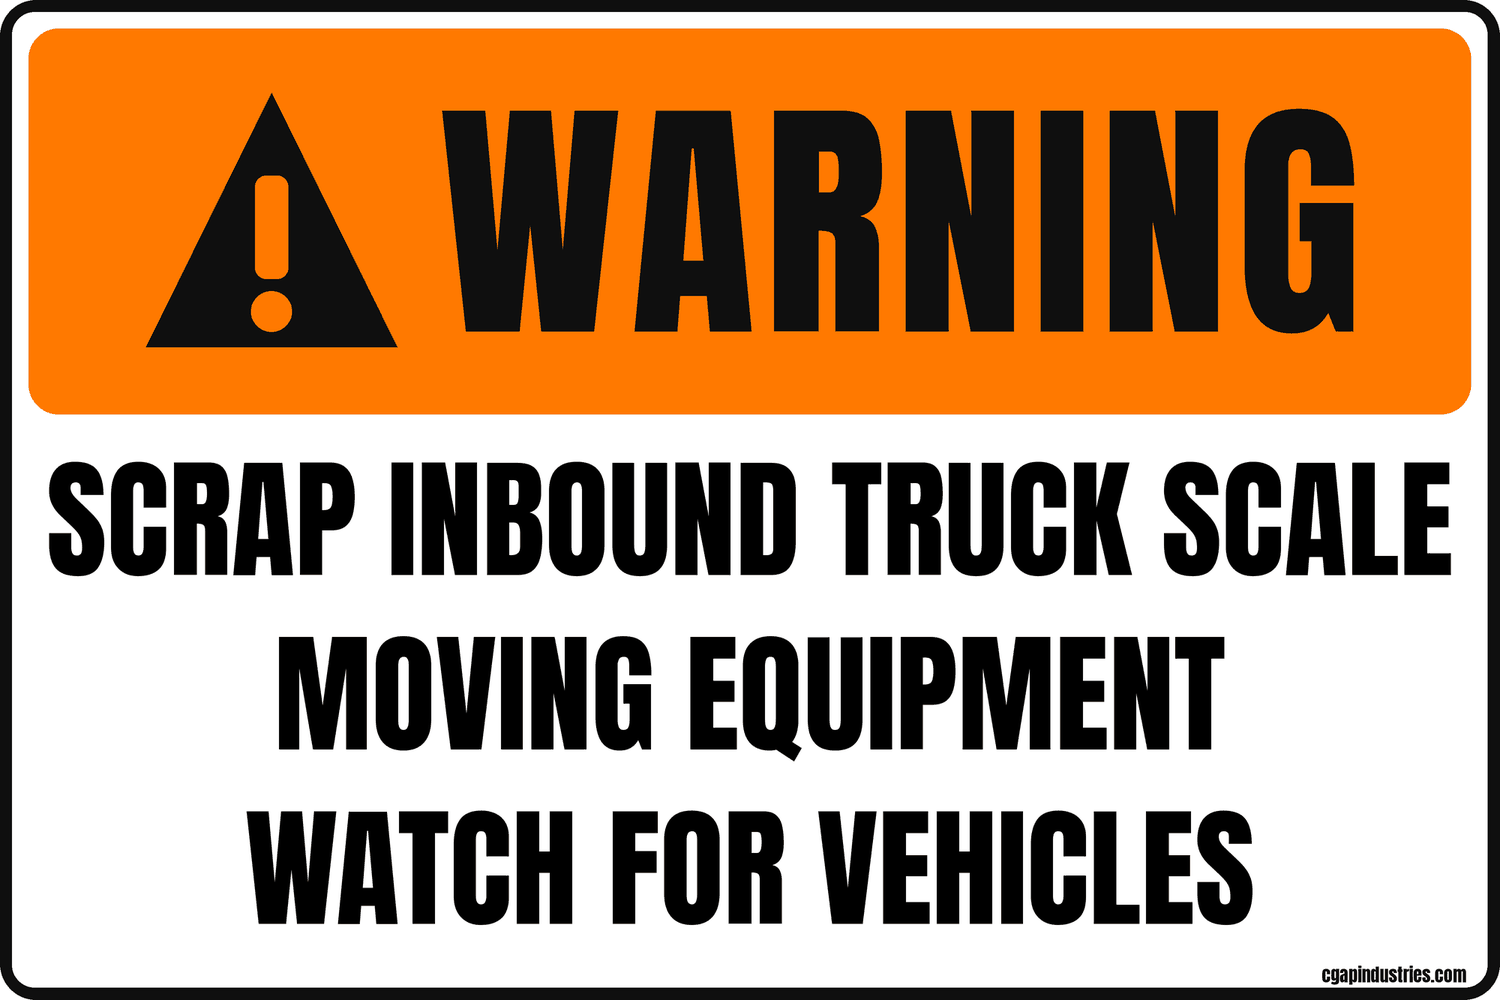 WARNING
SCRAP INBOUND TRUCK SCALE
MOVING EQUIPMENT
WATCH FOR VEHICLES
cgapindustries.com